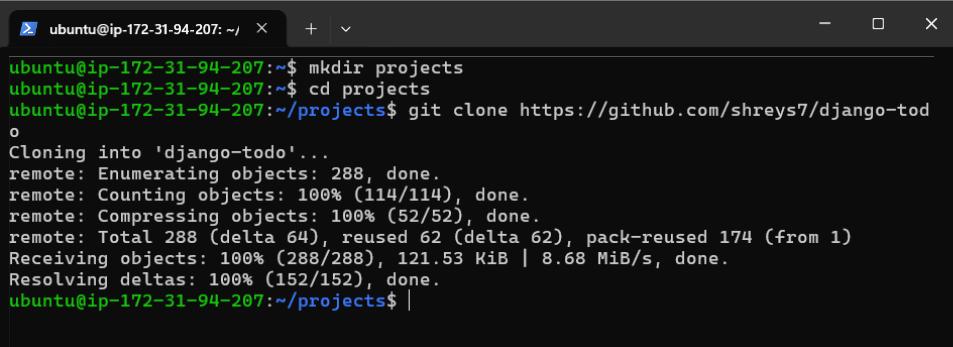 ubuntu@ip-172-31-94-207: ~/
ubuntu@ip-172-31-94-207:~$ mkdir projects
ubuntu@ip-172-31-94-207:~$ cd projects
ubuntu@ip-172-31-94-207:~/projects$ git clone https://github.com/shreys7/django-tod
o
Cloning into 'django-todo'...
remote: Enumerating objects: 288, done.
remote: Counting objects: 100% (114/114), done.
remote: Compressing objects: 100% (52/52), done.
remote: Total 288 (delta 64), reused 62 (delta 62), pack-reused 174 (from 1)
Receiving objects: 100% (288/288), 121.53 KiB | 8.68 MiB/s, done.
Resolving deltas: 100% (152/152), done.
ubuntu@ip-172-31-94-207:~/projects$